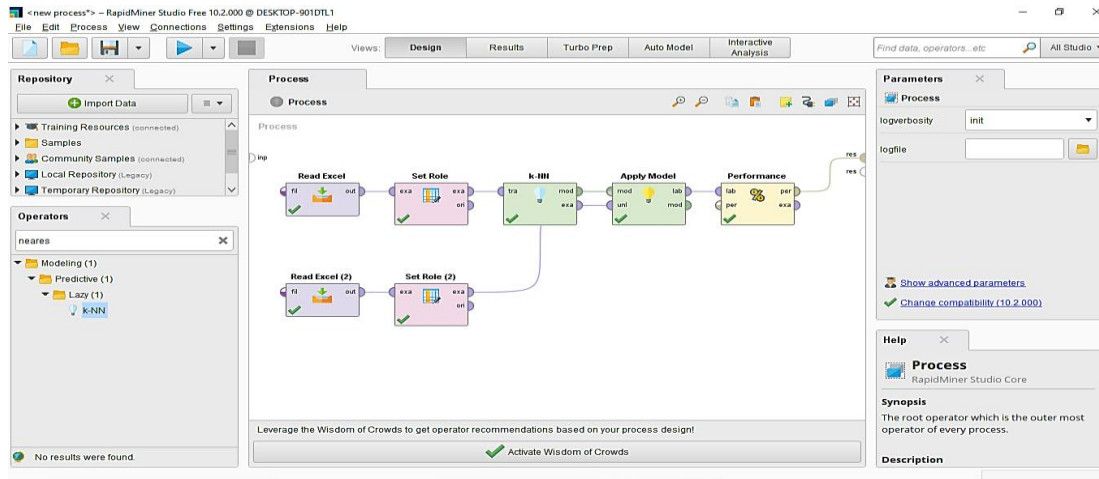 <new process*> – RapidMiner Studio Free 10.2.000 @ DESKTOP-901DTL1
File Edit Process View Connections Settings Extensions Help
Views: Design Results Turbo Prep Auto Model Interactive Analysis Find data, operators...etc All Studio
Repository
Import Data
Training Resources (connected)
Samples
Community Samples (connected)
Local Repository (Legacy)
Temporary Repository (Legacy)
Operators
neares
Modeling (1)
Predictive (1)
Lazy (1)
k-NN
No results were found.
Process
Process
Process
inp
res
res
Read Excel
fil out
Set Role
exa exa
ori
k-NN
tra mod
exa
Apply Model
mod lab
unl mod
Performance
lab per
per exa
Read Excel (2)
fil out
Set Role (2)
exa exa
ori
Leverage the Wisdom of Crowds to get operator recommendations based on your process design!
Activate Wisdom of Crowds
Parameters
Process
logverbosity init
logfile
Show advanced parameters
Change compatibility (10.2.000)
Help
Process
RapidMiner Studio Core
Synopsis
The root operator which is the outer most
operator of every process.
Description